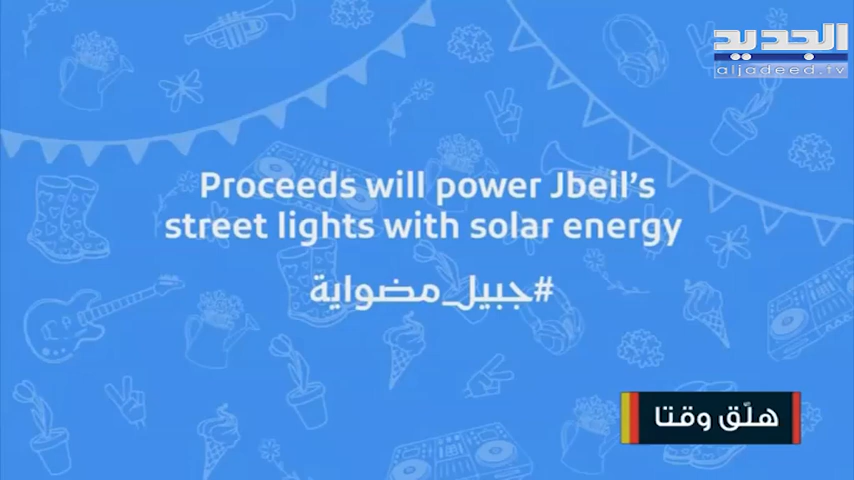 الجديد
aljadeed.tv
Proceeds will power Jbeil's
street lights with solar energy
#جبيل_مضواية
هلّق وقتا